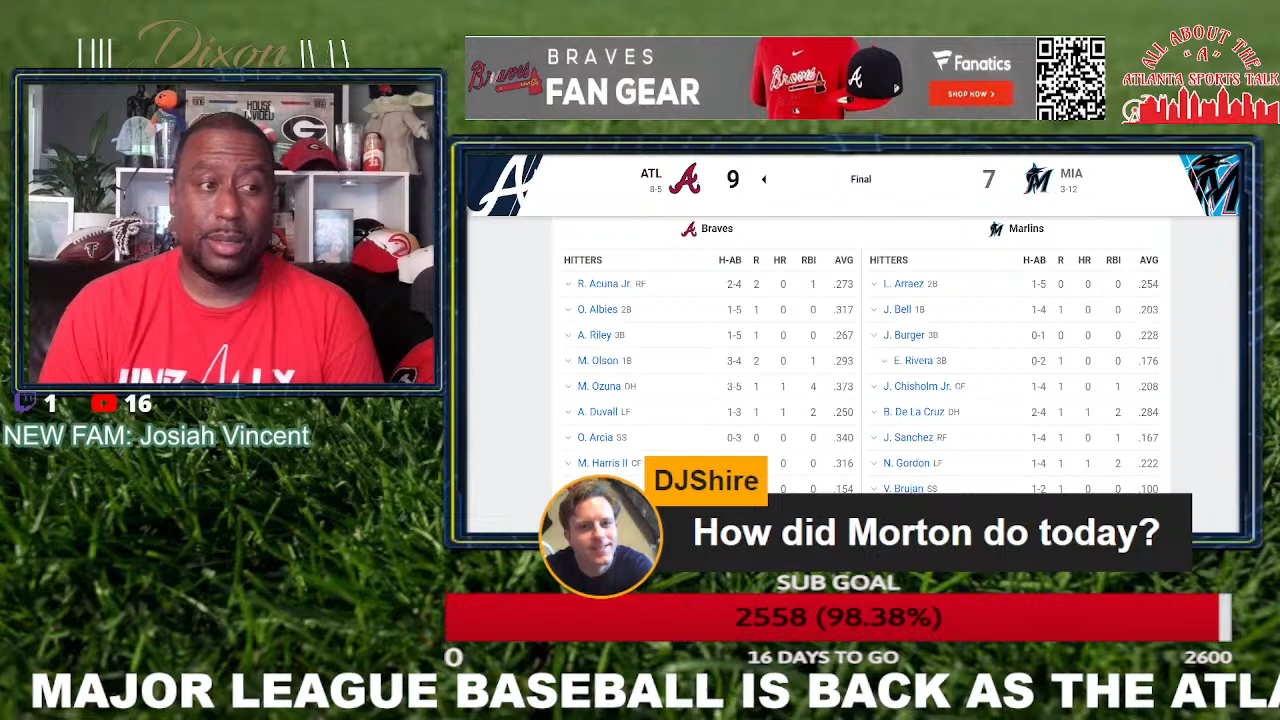 Dixon
BRAVES
FAN GEAR
Braves
Fanatics
SHOP NOW >
ALL ABOUT THE
"A"
ATLANTA SPORTS TALK
HOUSE
ATL
8-5
9
Final
7
MIA
3-12
Braves
Marlins
HITTERS H-AB R HR RBI AVG
R. Acuna Jr. RF 2-4 2 0 1 .273
O. Albies 2B 1-5 1 0 0 .317
A. Riley 3B 1-5 1 0 0 .267
M. Olson 1B 3-4 2 0 1 .293
M. Ozuna DH 3-5 1 1 4 .373
A. Duvall LF 1-3 1 1 2 .250
O. Arcia SS 0-3 0 0 0 .340
M. Harris II CF 0 0 .316
0 0 .154
HITTERS H-AB R HR RBI AVG
L. Arraez 2B 1-5 0 0 0 .254
J. Bell 1B 1-4 1 0 0 .203
J. Burger 3B 0-1 0 0 0 .228
E. Rivera 3B 0-2 1 0 0 .176
J. Chisholm Jr. CF 1-4 1 0 1 .208
B. De La Cruz DH 2-4 1 1 2 .284
J. Sanchez RF 1-4 1 0 1 .167
N. Gordon LF 1-4 1 1 2 .222
V. Brujan SS 1-2 1 0 0 .100
1 16
NEW FAM: Josiah Vincent
DJShire
How did Morton do today?
SUB GOAL
2558 (98.38%)
0 16 DAYS TO GO 2600
MAJOR LEAGUE BASEBALL IS BACK AS THE ATLA